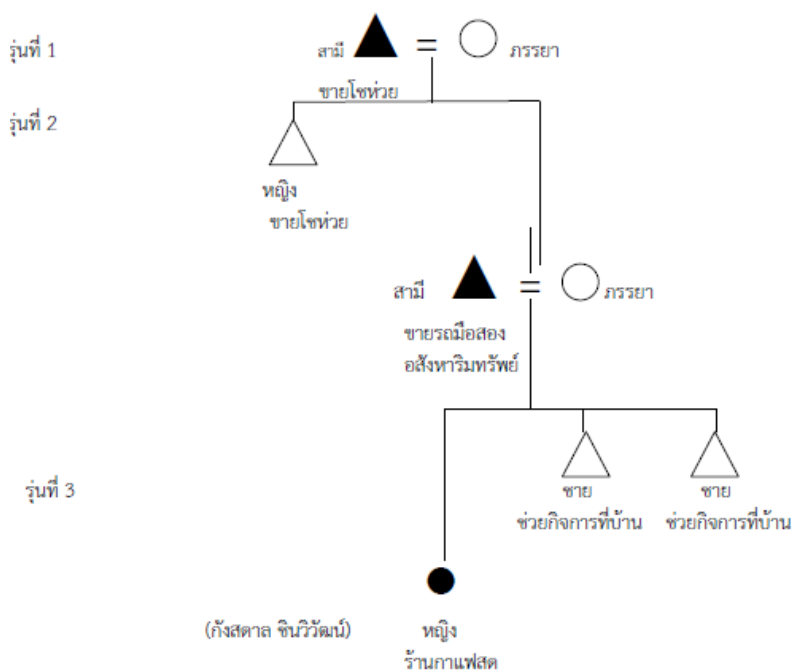 รุ่นที่ 1
สามี = ภรรยา
ขายโชห่วย
รุ่นที่ 2
หญิง
ขายโชห่วย
สามี = ภรรยา
ขายรถมือสอง
อสังหาริมทรัพย์
รุ่นที่ 3
ชาย ชาย
ช่วยกิจการที่บ้าน ช่วยกิจการที่บ้าน
(กังสดาล ชินวิวัฒน์) หญิง
ร้านกาแฟสด